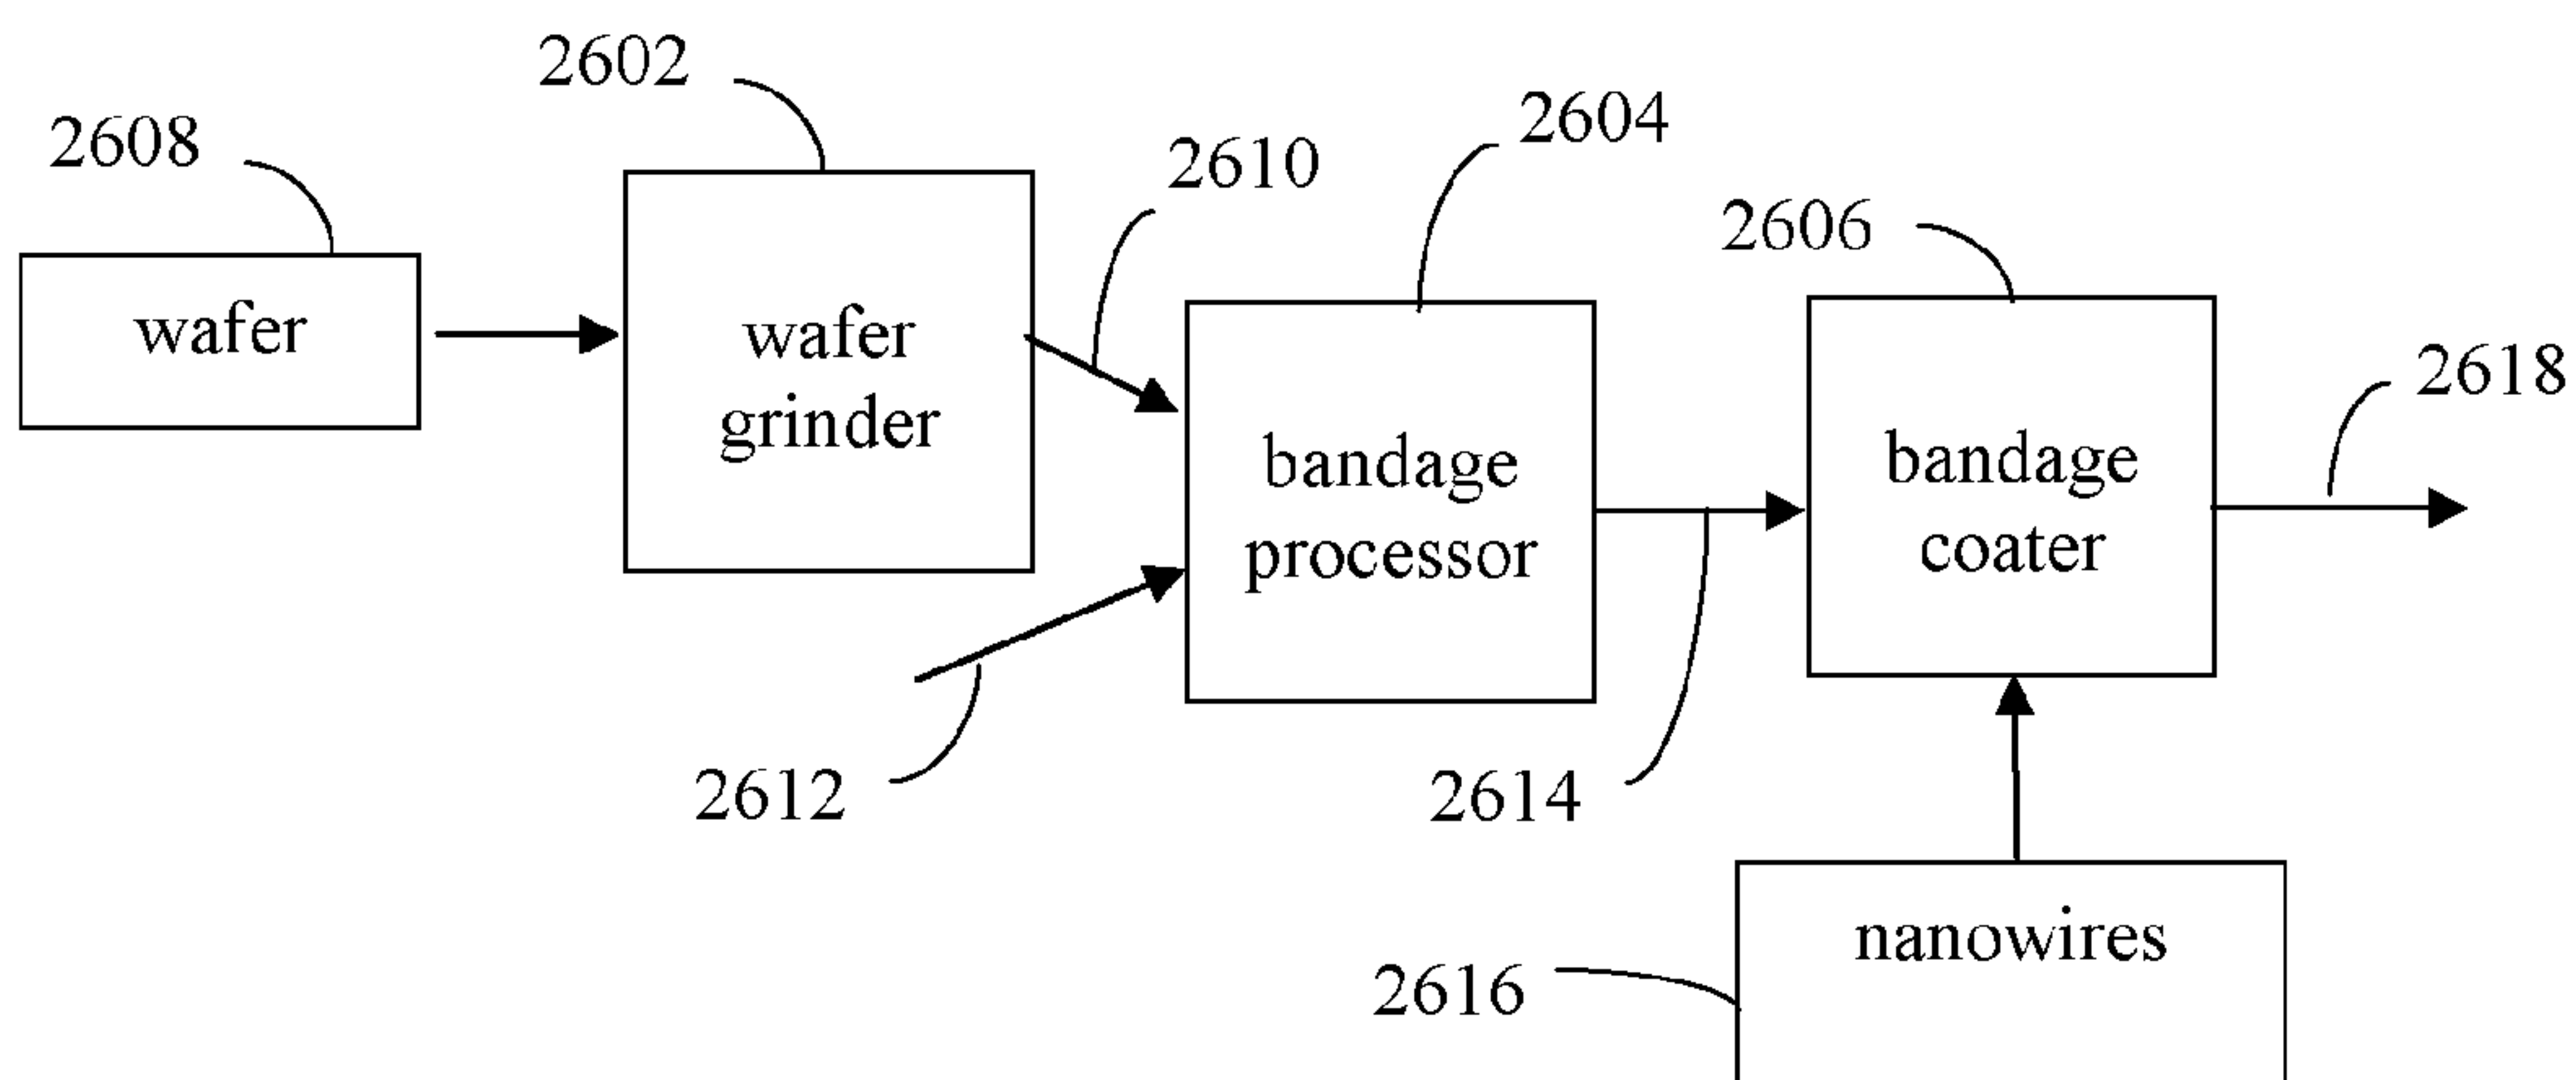 2602
2604
2608
2610
2606
wafer
wafer
grinder
2618
bandage
processor
bandage
coater
2612
2614
nanowires
2616